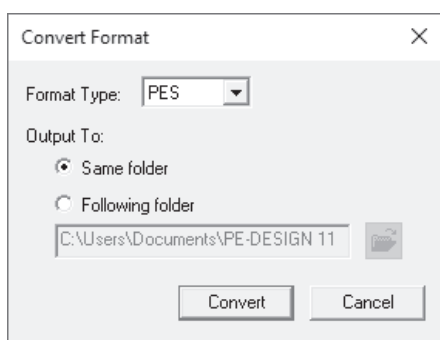 Convert Format
Format Type: PES
Output To:
Same folder
Following folder
C:\Users\Documents\PE-DESIGN 11
Convert Cancel